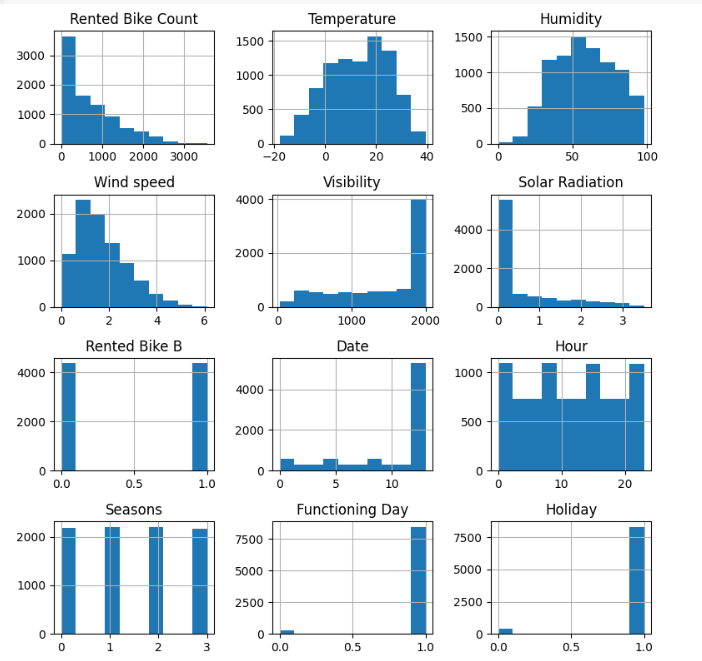 Rented Bike Count Temperature Humidity
3000 1500 1500
2000 1000 1000
1000 500 500
0 0 0
0 1000 2000 3000 −20 0 20 40 0 50 100
Wind speed Visibility Solar Radiation
2000 4000 4000
1000 2000 2000
0 0 0
0 2 4 6 0 1000 2000 0 1 2 3
Rented Bike B Date Hour
4000 4000 1000
2000 2000 500
0 0 0
0.0 0.5 1.0 0 5 10 0 10 20
Seasons Functioning Day Holiday
2000 7500 7500
1000 5000 5000
2500 2500
0 0 0
0 1 2 3 0.0 0.5 1.0 0.0 0.5 1.0